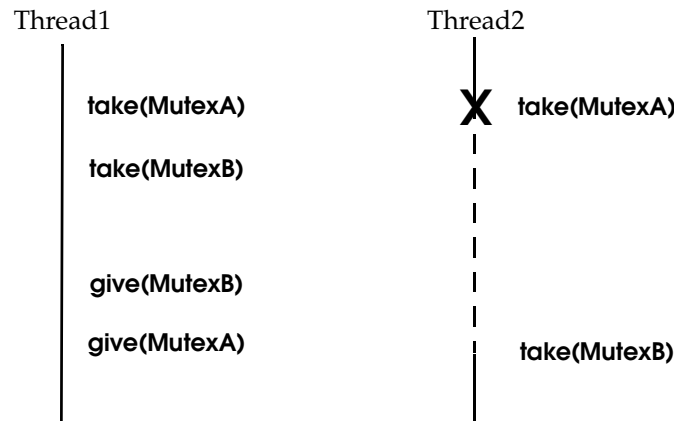 Thread1
take(MutexA)
take(MutexB)
give(MutexB)
give(MutexA)
Thread2
X
take(MutexA)
take(MutexB)